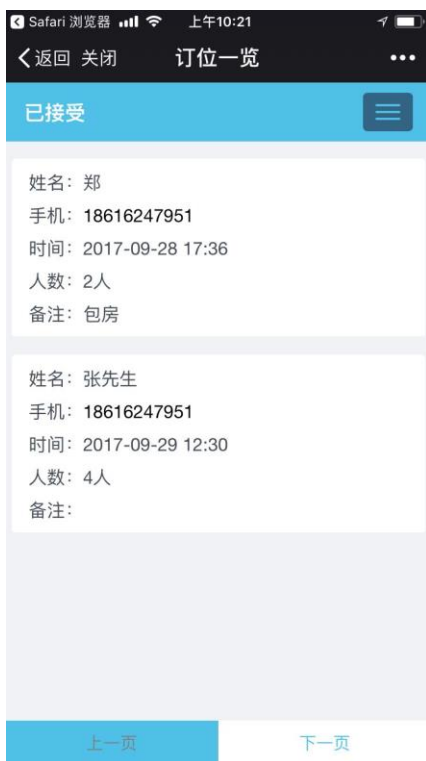 Safari 浏览器 上午10:21
返回 关闭 订位一览
已接受
姓名：郑
手机：18616247951
时间：2017-09-28 17:36
人数：2人
备注：包房
姓名：张先生
手机：18616247951
时间：2017-09-29 12:30
人数：4人
备注：
上一页 下一页